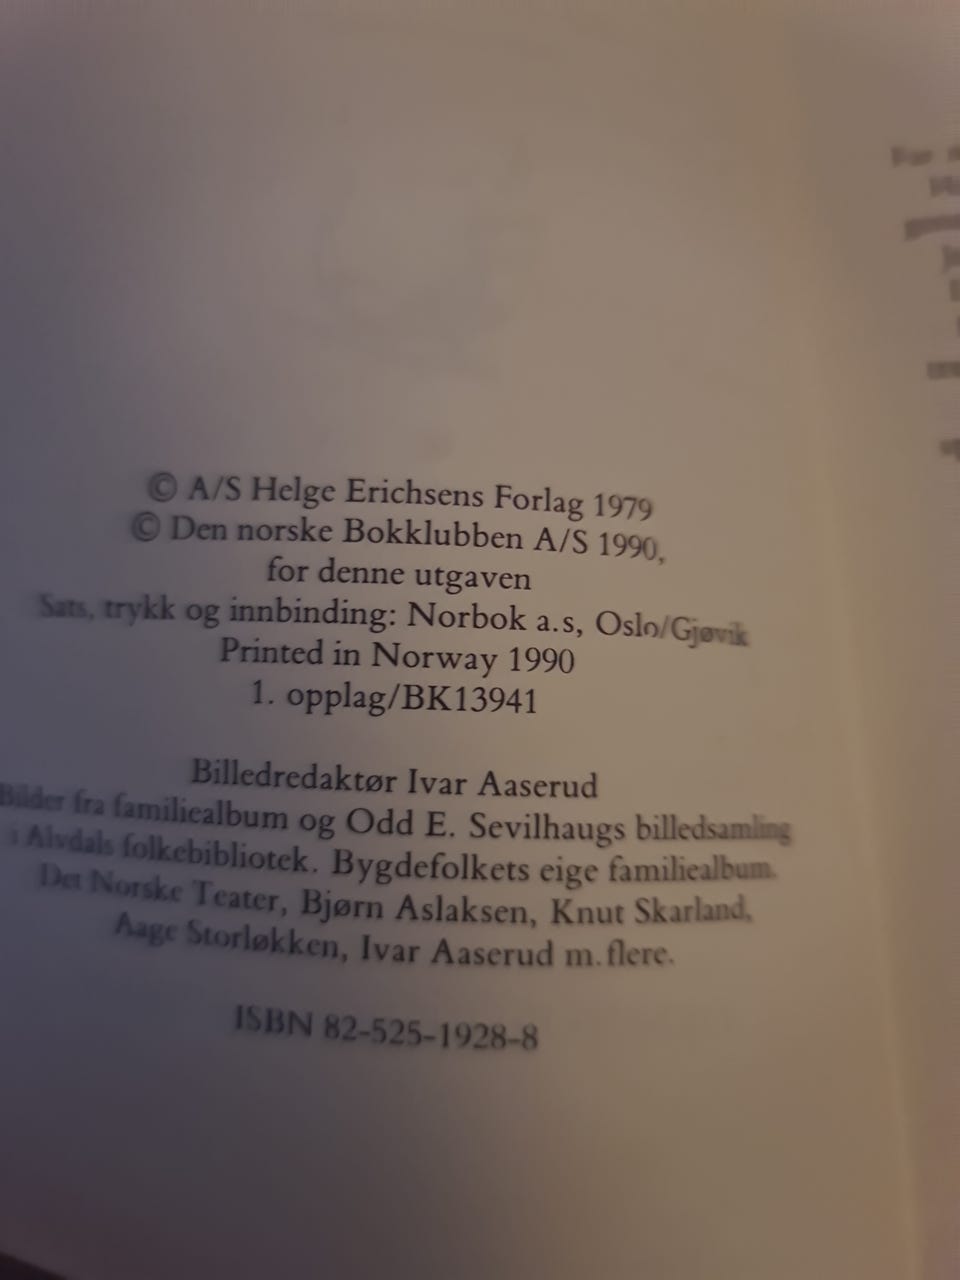 © A/S Helge Erichsens Forlag 1979
© Den norske Bokklubben A/S 1990,
for denne utgaven
Sats, trykk og innbinding: Norbok a.s, Oslo/Gjøvik
Printed in Norway 1990
1. opplag/BK13941
Billedredaktør Ivar Aaserud
Bilder fra familiealbum og Odd E. Sevilhaugs billedsamling
i Alvdals folkebibliotek. Bygdefolkets eige familiealbum.
Det Norske Teater, Bjørn Aslaksen, Knut Skarland,
Aage Storløkken, Ivar Aaserud m. flere.
ISBN 82-525-1928-8